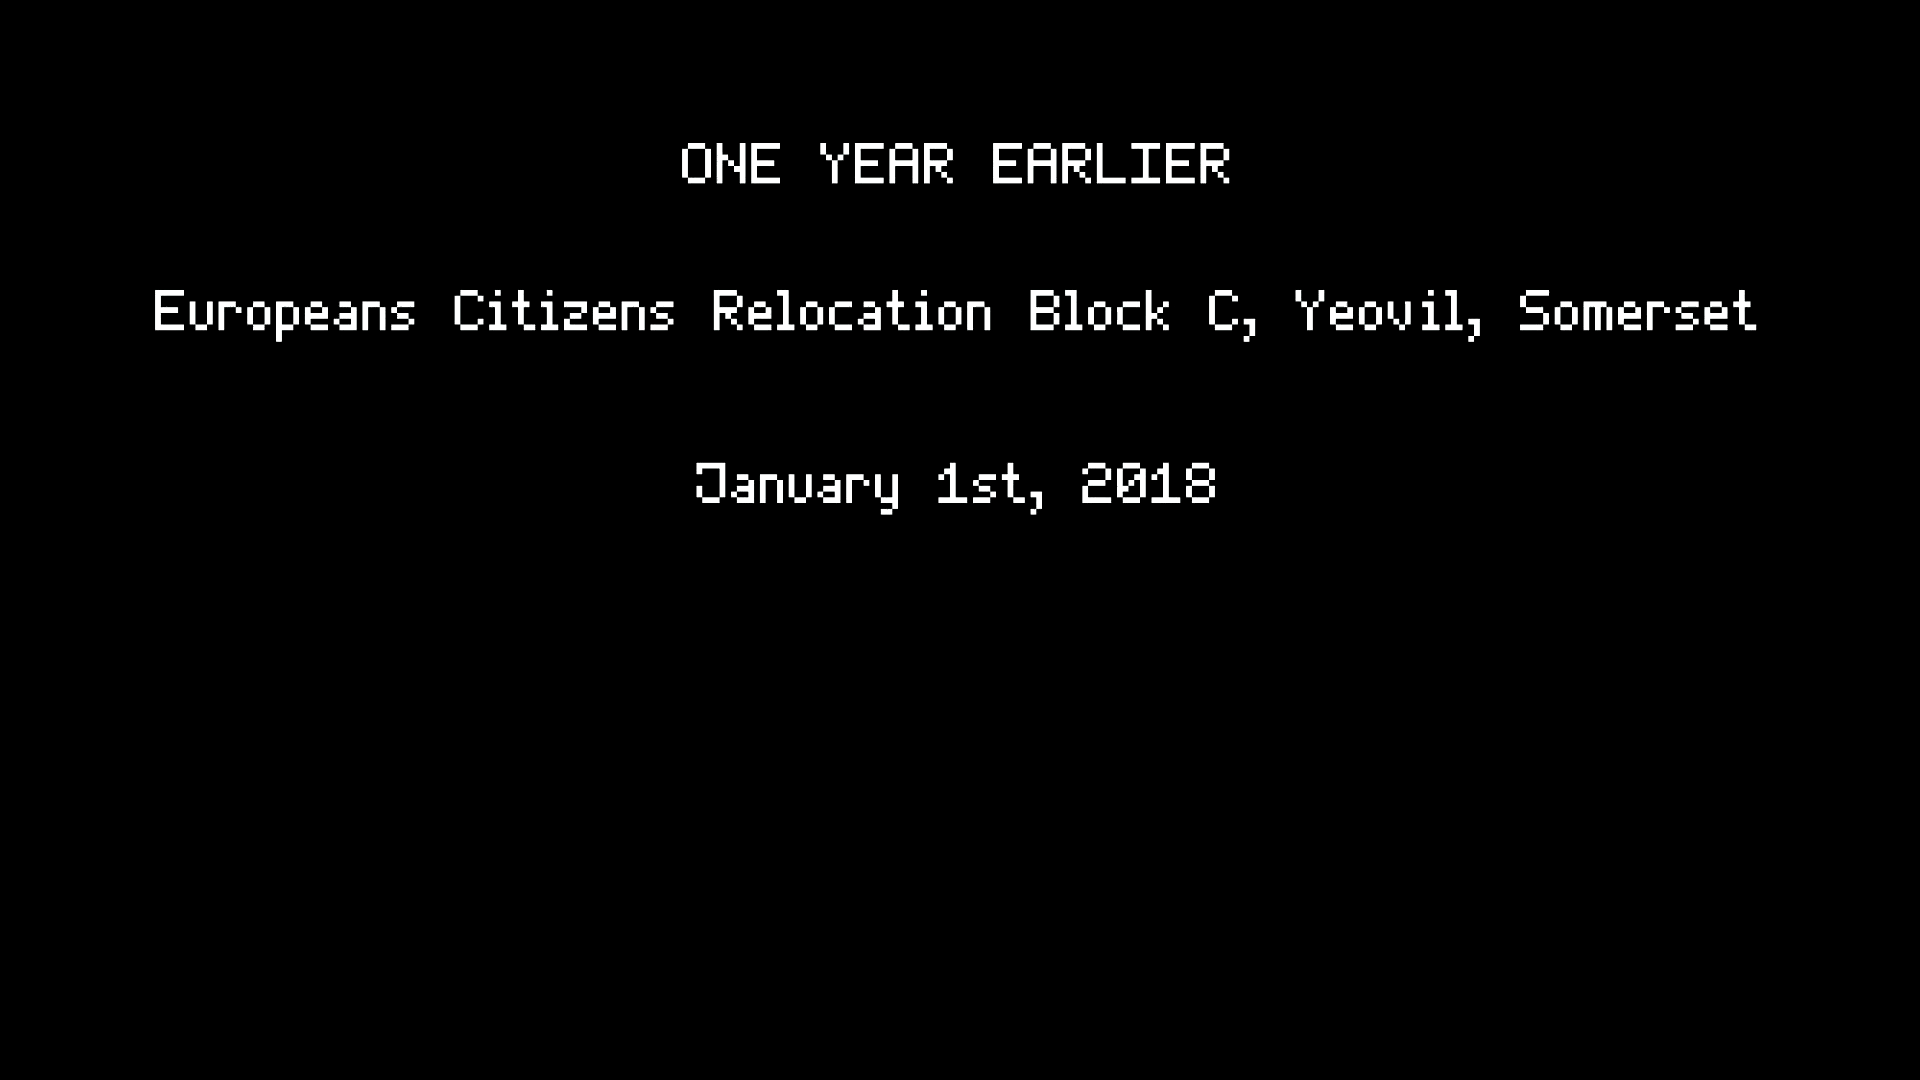 ONE YEAR EARLIER
Europeans Citizens Relocation Block C, Yeovil, Somerset
January 1st, 2018